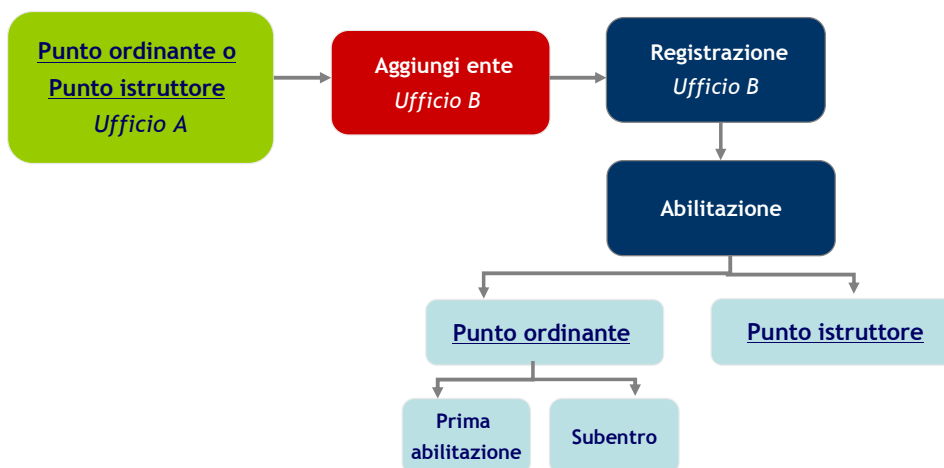 Punto ordinante o
Punto istruttore
Ufficio A
Aggiungi ente
Ufficio B
Registrazione
Ufficio B
Abilitazione
Punto ordinante
Punto istruttore
Prima
abilitazione
Subentro